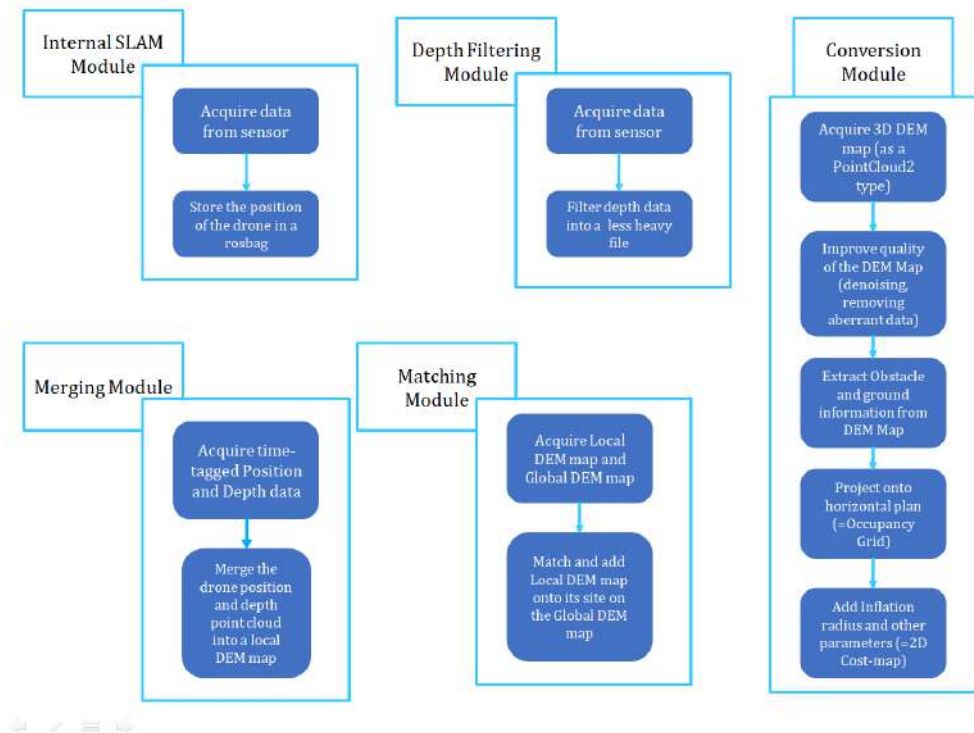 Internal SLAM
Module
Acquire data
from sensor
Store the position
of the drone in a
rosbag
Depth Filtering
Module
Acquire data
from sensor
Filter depth data
into a less heavy
file
Conversion
Module
Acquire 3D DEM
map (as a
PointCloud2
type)
Improve quality
of the DEM Map
(denoising,
removing
aberrant data)
Extract Obstacle
and ground
information from
DEM Map
Project onto
horizontal plan
(=Occupancy
Grid)
Add Inflation
radius and other
parameters (=2D
Cost-map)
Merging Module
Acquire time-
tagged Position
and Depth data
Merge the
drone position
and depth
point cloud
into a local
DEM map
Matching
Module
Acquire Local
DEM map and
Global DEM map
Match and add
Local DEM map
onto its site on
the Global DEM
map